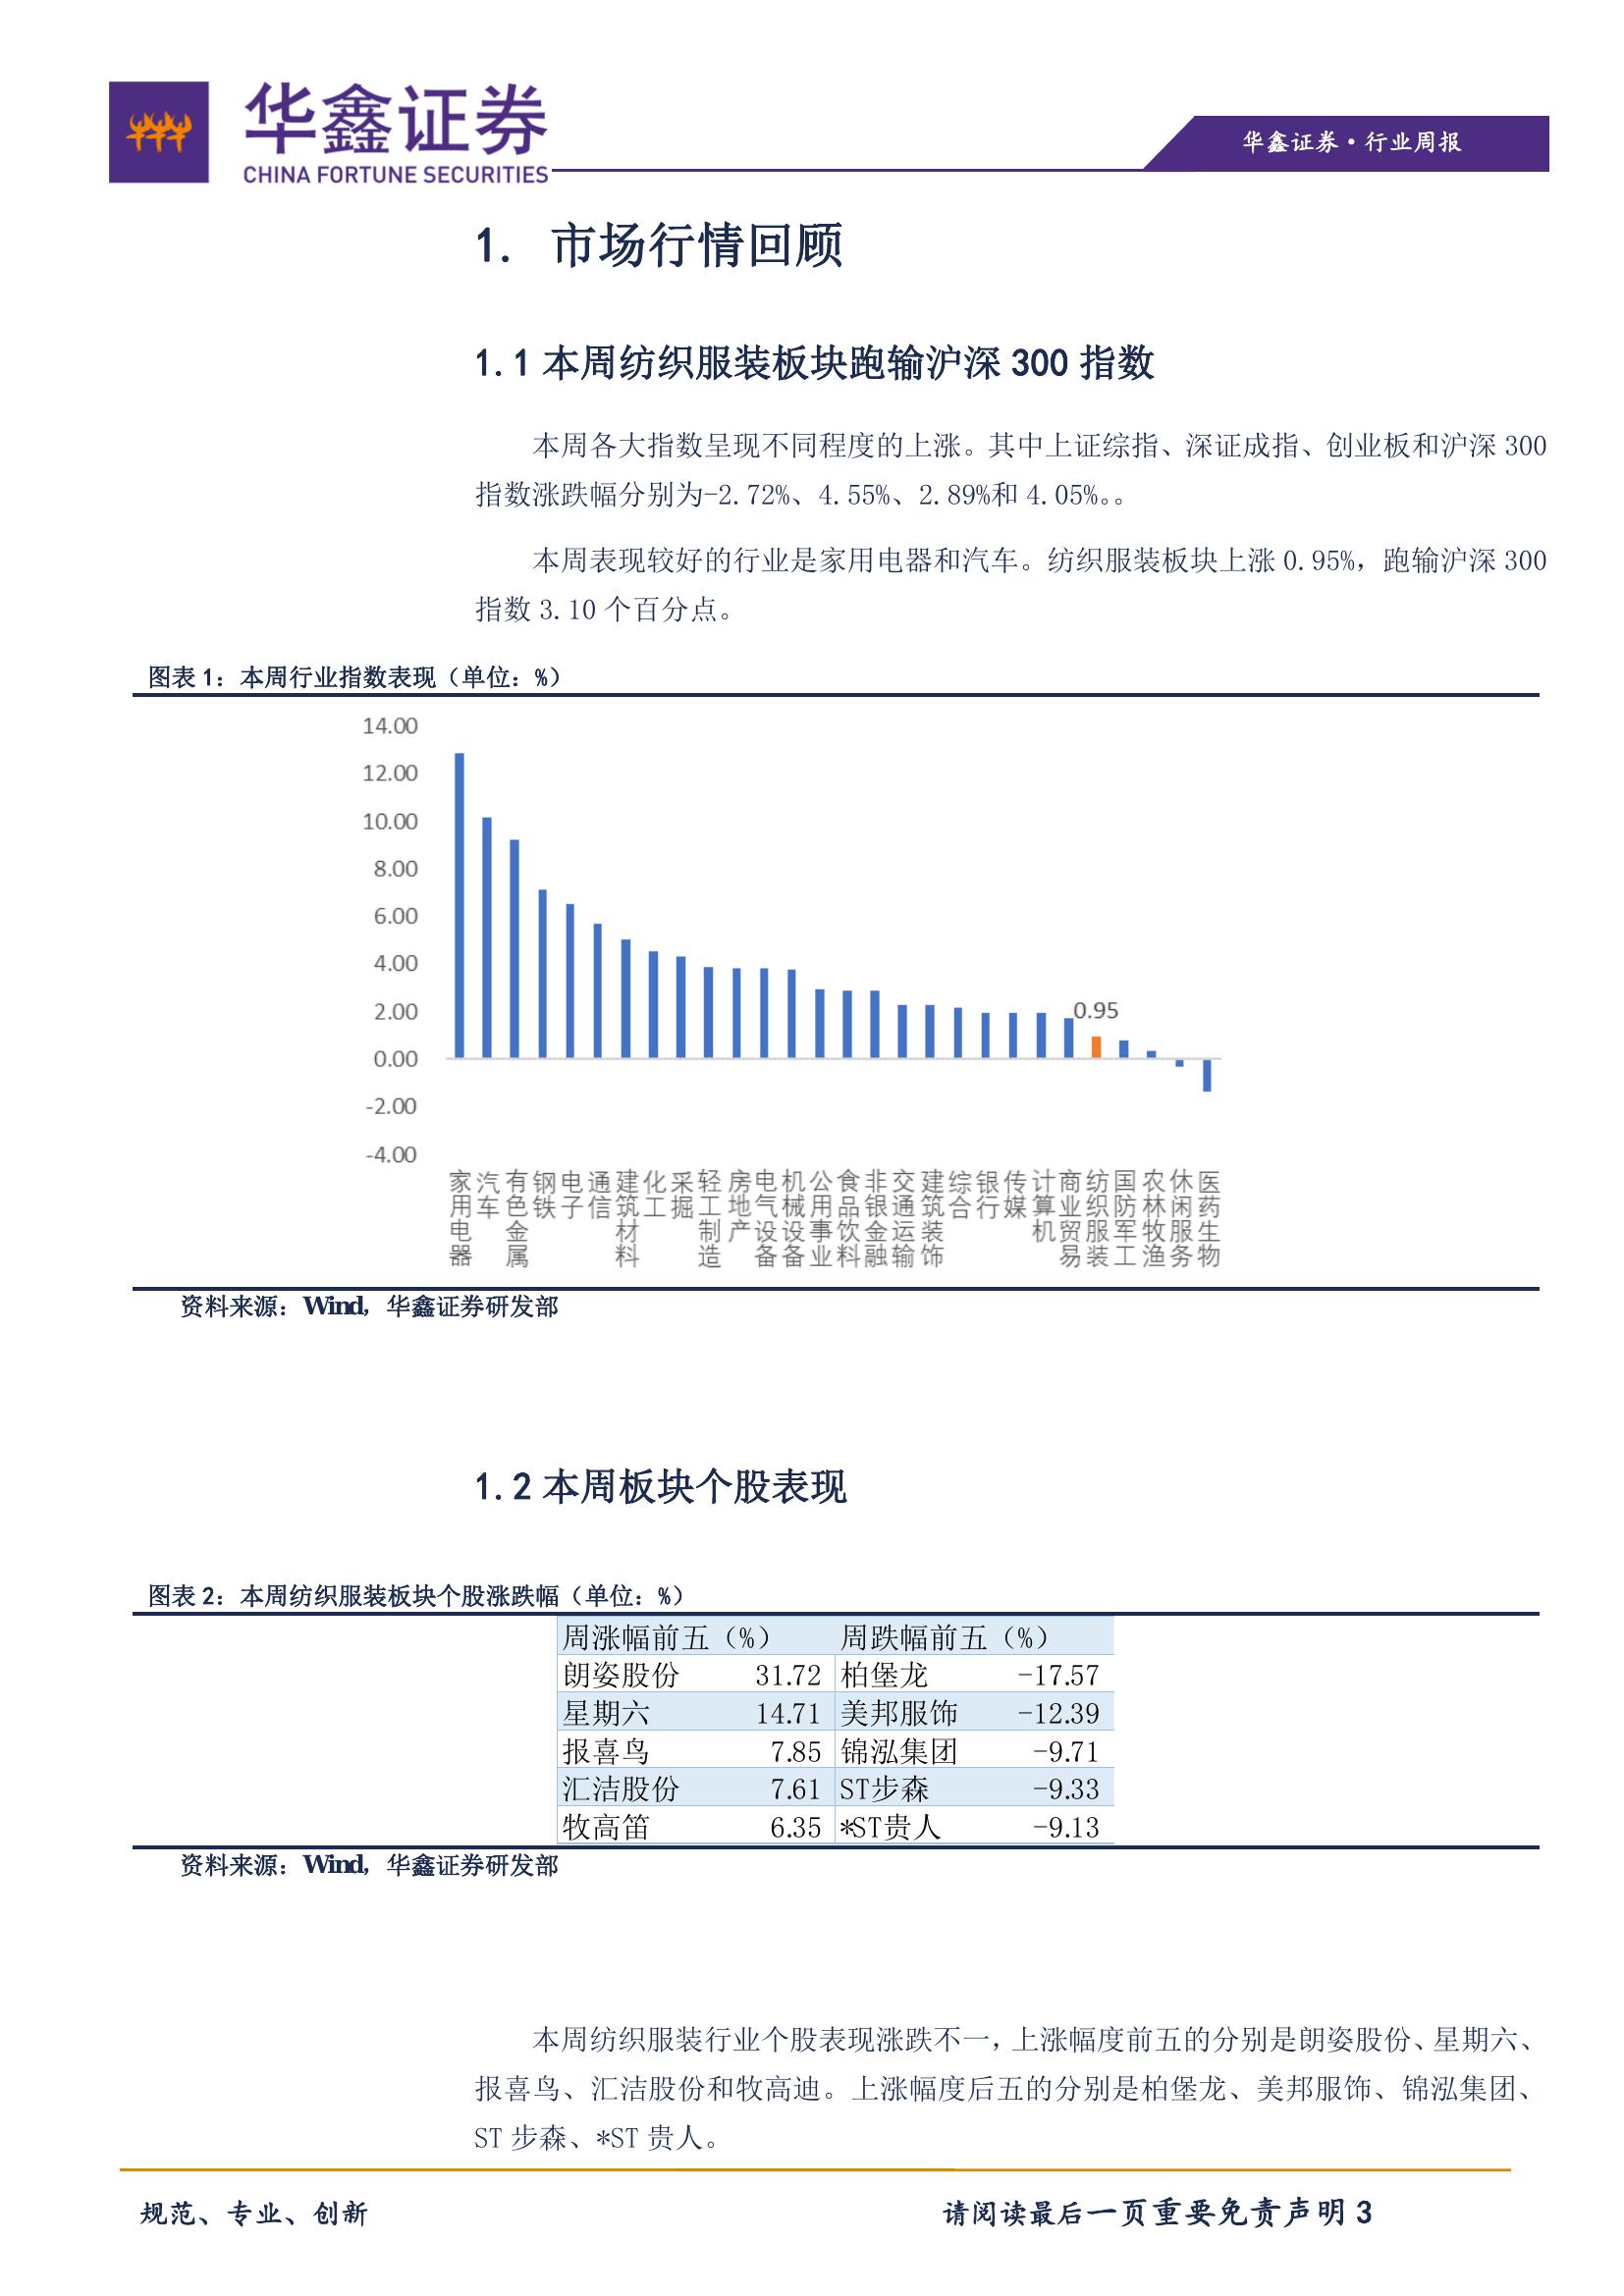 华鑫证券
CHINA FORTUNE SECURITIES
华鑫证券·行业周报
1. 市场行情回顾
1.1 本周纺织服装板块跑输沪深 300 指数
本周各大指数呈现不同程度的上涨。其中上证综指、深证成指、创业板和沪深 300
指数涨跌幅分别为-2.72%、4.55%、2.89%和 4.05%。。
本周表现较好的行业是家用电器和汽车。纺织服装板块上涨 0.95%，跑输沪深 300
指数 3.10 个百分点。
图表 1：本周行业指数表现（单位：%）
14.00
12.00
10.00
8.00
6.00
4.00
2.00
0.00
-2.00
-4.00
0.95
家用电器
汽车
有色金属
钢铁
电子
通信
建筑材料
化工
采掘
轻工制造
房地产
电气设备
机械设备
公用事业
食品饮料
非银金融
交通运输
建筑装饰
综合
银行
传媒
计算机
商业贸易
纺织服装
国防军工
农林牧渔
休闲服务
医药生物
资料来源：Wind，华鑫证券研发部
1.2 本周板块个股表现
图表 2：本周纺织服装板块个股涨跌幅（单位：%）
周涨幅前五（%） 周跌幅前五（%）
朗姿股份 31.72 柏堡龙 -17.57
星期六 14.71 美邦服饰 -12.39
报喜鸟 7.85 锦泓集团 -9.71
汇洁股份 7.61 ST步森 -9.33
牧高笛 6.35 *ST贵人 -9.13
资料来源：Wind，华鑫证券研发部
本周纺织服装行业个股表现涨跌不一，上涨幅度前五的分别是朗姿股份、星期六、
报喜鸟、汇洁股份和牧高迪。上涨幅度后五的分别是柏堡龙、美邦服饰、锦泓集团、
ST 步森、*ST 贵人。
规范、专业、创新
请阅读最后一页重要免责声明 3